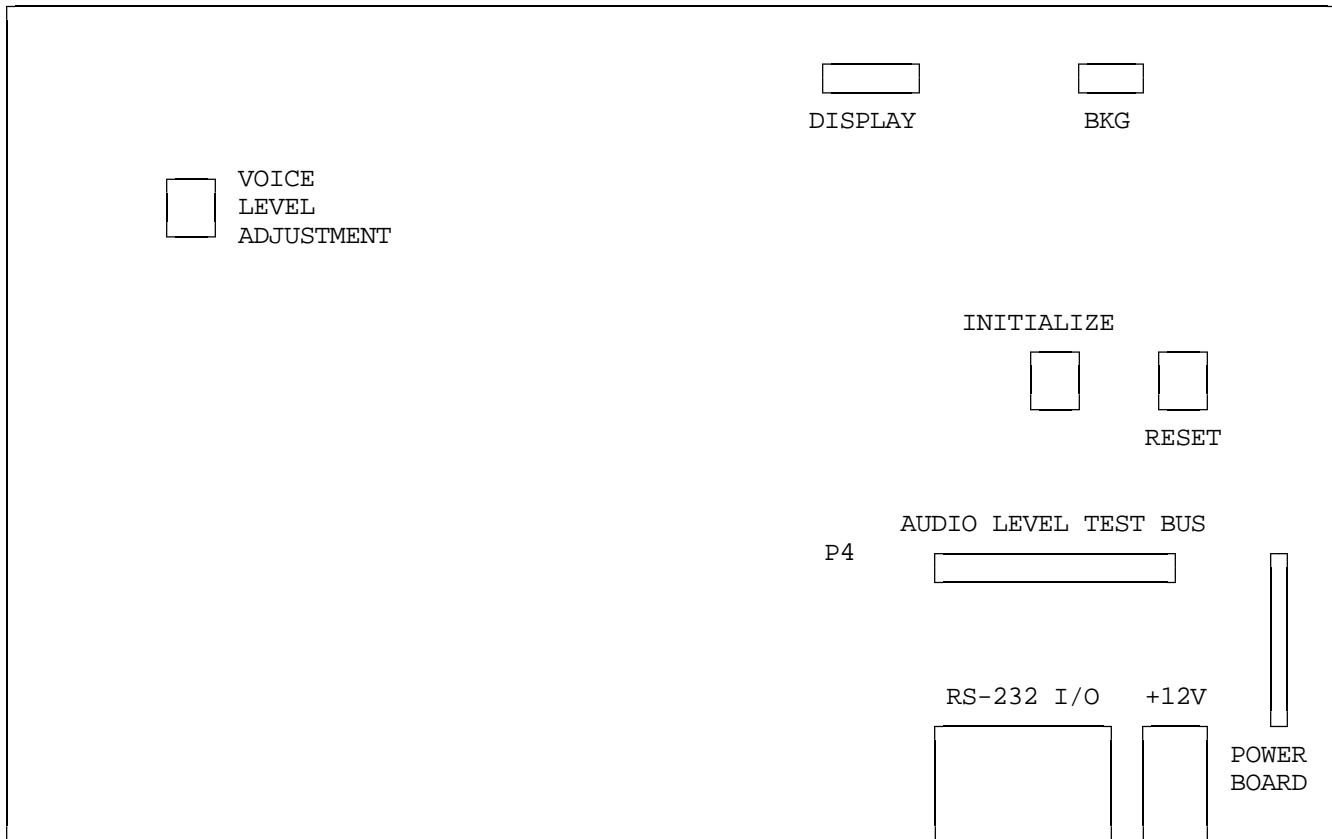 DISPLAY
BKG
VOICE
LEVEL
ADJUSTMENT
INITIALIZE
RESET
AUDIO LEVEL TEST BUS
P4
RS-232 I/O
+12V
POWER
BOARD